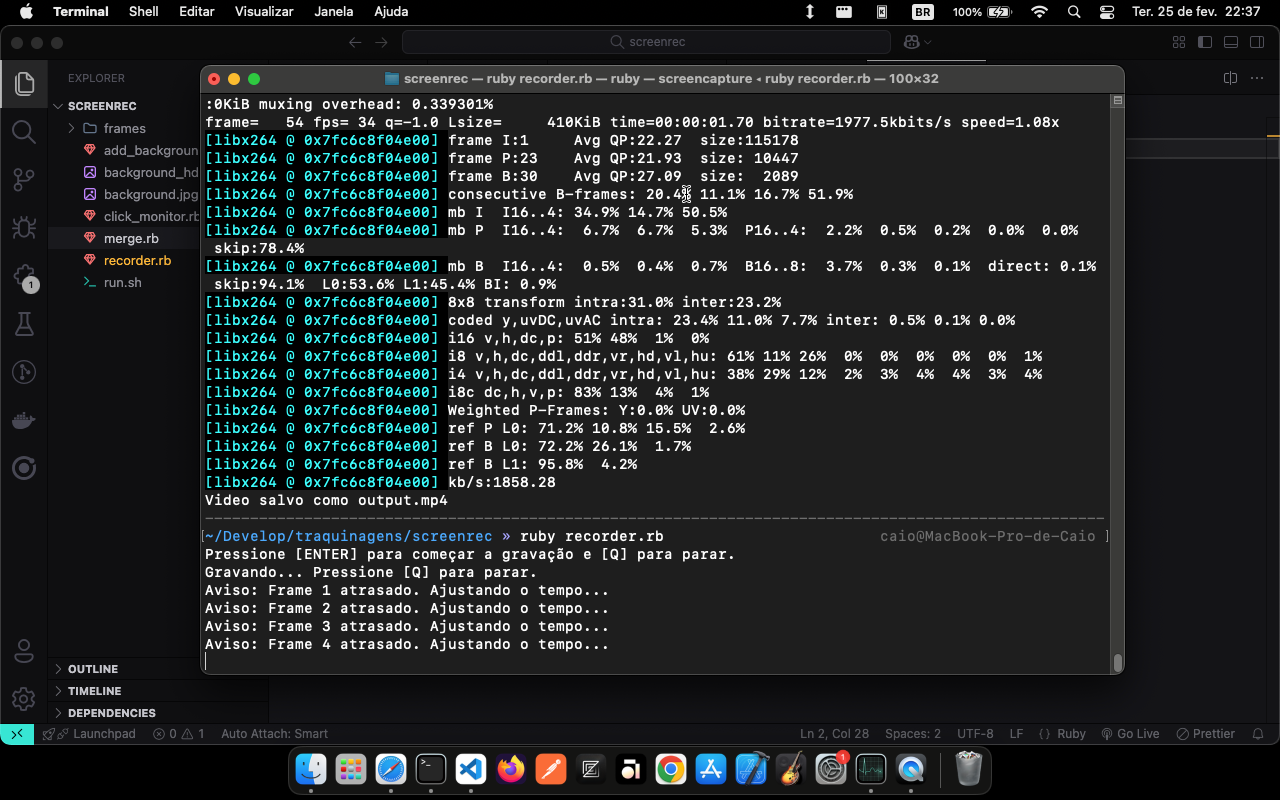 Terminal Shell Editar Visualizar Janela Ajuda BR 100% Ter. 25 de fev. 22:37
screenrec
EXPLORER
screenrec — ruby recorder.rb — ruby — screencapture ◂ ruby recorder.rb — 100×32
SCREENREC
frames
add_backgroun
background_hd
background.jpg
click_monitor.rb
merge.rb
recorder.rb
run.sh
1
:0KiB muxing overhead: 0.339301%
frame=   54 fps= 34 q=-1.0 Lsize=     410KiB time=00:00:01.70 bitrate=1977.5kbits/s speed=1.08x
[libx264 @ 0x7fc6c8f04e00] frame I:1     Avg QP:22.27  size:115178
[libx264 @ 0x7fc6c8f04e00] frame P:23    Avg QP:21.93  size: 10447
[libx264 @ 0x7fc6c8f04e00] frame B:30    Avg QP:27.09  size:  2089
[libx264 @ 0x7fc6c8f04e00] consecutive B-frames: 20.4% 11.1% 16.7% 51.9%
[libx264 @ 0x7fc6c8f04e00] mb I  I16..4: 34.9% 14.7% 50.5%
[libx264 @ 0x7fc6c8f04e00] mb P  I16..4:  6.7%  6.7%  5.3%  P16..4:  2.2%  0.5%  0.2%  0.0%  0.0%
 skip:78.4%
[libx264 @ 0x7fc6c8f04e00] mb B  I16..4:  0.5%  0.4%  0.7%  B16..8:  3.7%  0.3%  0.1%  direct: 0.1%
 skip:94.1%  L0:53.6% L1:45.4% BI: 0.9%
[libx264 @ 0x7fc6c8f04e00] 8x8 transform intra:31.0% inter:23.2%
[libx264 @ 0x7fc6c8f04e00] coded y,uvDC,uvAC intra: 23.4% 11.0% 7.7% inter: 0.5% 0.1% 0.0%
[libx264 @ 0x7fc6c8f04e00] i16 v,h,dc,p: 51% 48%  1%  0%
[libx264 @ 0x7fc6c8f04e00] i8 v,h,dc,ddl,ddr,vr,hd,vl,hu: 61% 11% 26%  0%  0%  0%  0%  0%  1%
[libx264 @ 0x7fc6c8f04e00] i4 v,h,dc,ddl,ddr,vr,hd,vl,hu: 38% 29% 12%  2%  3%  4%  4%  3%  4%
[libx264 @ 0x7fc6c8f04e00] i8c dc,h,v,p: 83% 13%  4%  1%
[libx264 @ 0x7fc6c8f04e00] Weighted P-Frames: Y:0.0% UV:0.0%
[libx264 @ 0x7fc6c8f04e00] ref P L0: 71.2% 10.8% 15.5%  2.6%
[libx264 @ 0x7fc6c8f04e00] ref B L0: 72.2% 26.1%  1.7%
[libx264 @ 0x7fc6c8f04e00] ref B L1: 95.8%  4.2%
[libx264 @ 0x7fc6c8f04e00] kb/s:1858.28
Video salvo como output.mp4
[~/Develop/traquinagens/screenrec » ruby recorder.rb caio@MacBook-Pro-de-Caio ]
Pressione [ENTER] para começar a gravação e [Q] para parar.
Gravando... Pressione [Q] para parar.
Aviso: Frame 1 atrasado. Ajustando o tempo...
Aviso: Frame 2 atrasado. Ajustando o tempo...
Aviso: Frame 3 atrasado. Ajustando o tempo...
Aviso: Frame 4 atrasado. Ajustando o tempo...
OUTLINE
TIMELINE
DEPENDENCIES
Launchpad 0 1 Auto Attach: Smart Ln 2, Col 28 Spaces: 2 UTF-8 LF {} Ruby Go Live Prettier
1